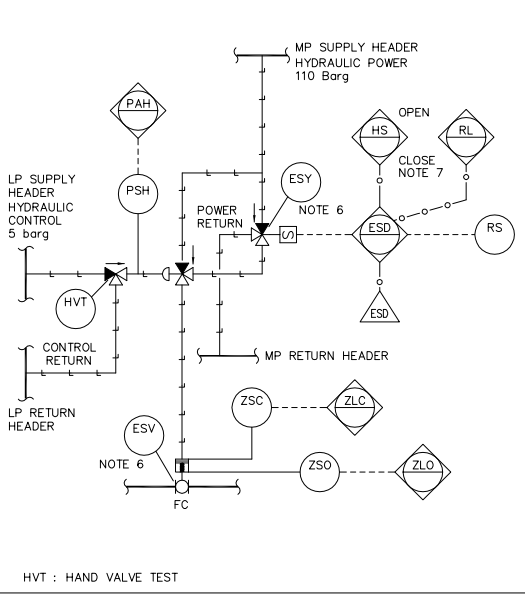 MP SUPPLY HEADER
HYDRAULIC POWER
110 Barg
PAH
OPEN
HS
RL
CLOSE
NOTE 7
LP SUPPLY
HEADER
HYDRAULIC
CONTROL
5 barg
PSH
ESY
NOTE 6
POWER
RETURN
S
ESD
RS
HVT
ESD
CONTROL
RETURN
MP RETURN HEADER
LP RETURN
HEADER
ZSC
ZLC
ESV
NOTE 6
ZSO
ZLO
FC
HVT : HAND VALVE TEST